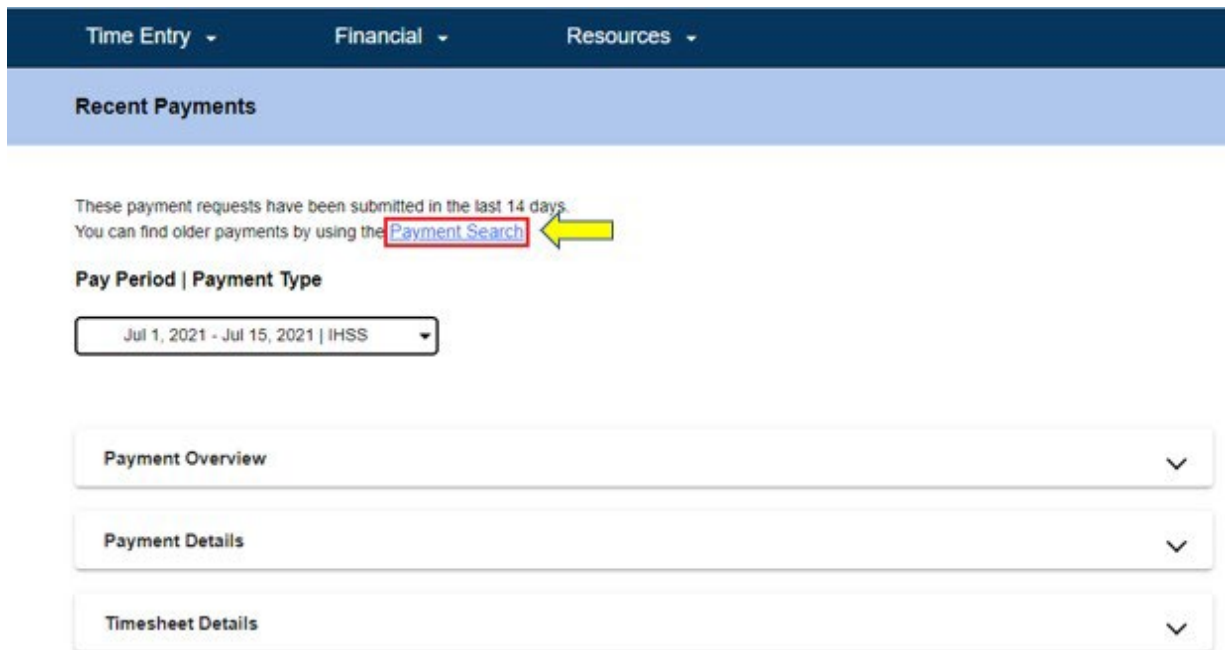 Time Entry Financial Resources
Recent Payments
These payment requests have been submitted in the last 14 days.
You can find older payments by using the Payment Search
Pay Period | Payment Type
Jul 1, 2021 - Jul 15, 2021 | IHSS
Payment Overview
Payment Details
Timesheet Details